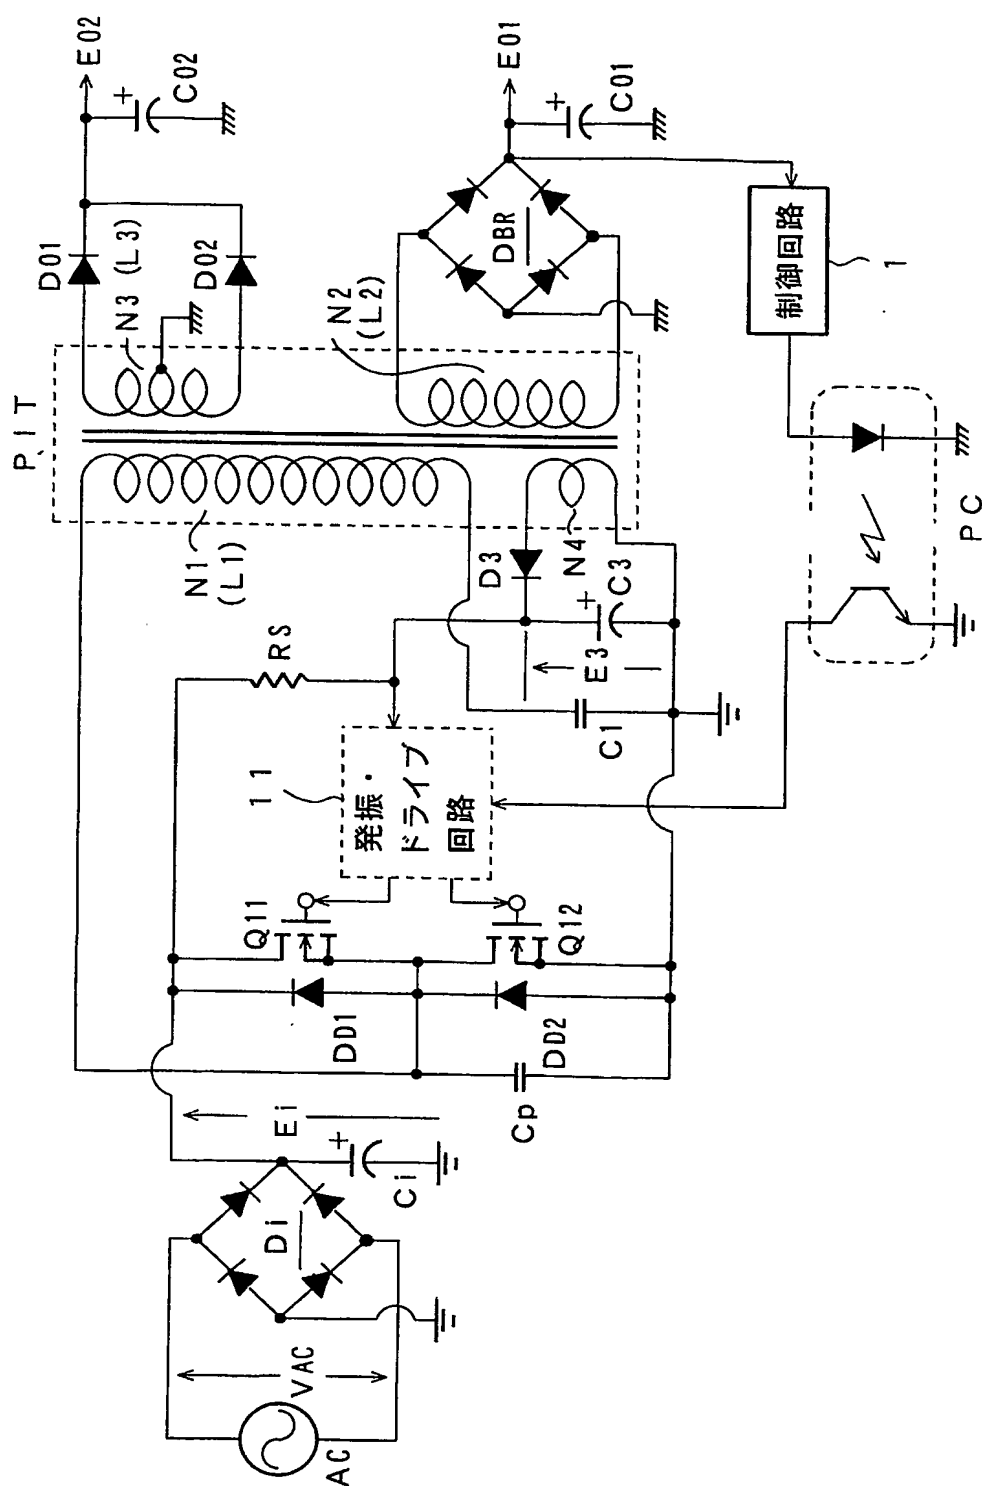 AC
VAC
Di
Ci
Ei
Cp
DD1
DD2
Q11
Q12
11
発振・
ドライブ
回路
RS
C1
E3
C3
D3
N4
N1
(L1)
PIT
N3 (L3)
N2
(L2)
D01
D02
C02
E02
DBR
C01
E01
制御回路
1
PC